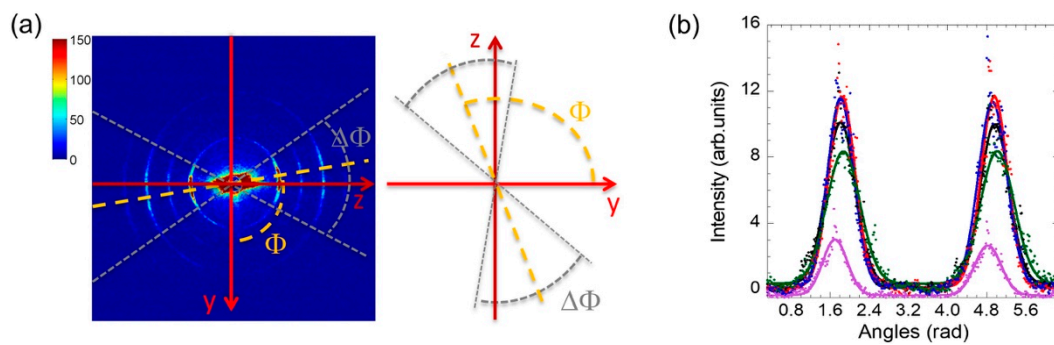 (a)
150
100
50
0
ΔΦ
z
Φ
y
z
Φ
y
ΔΦ
(b)
Intensity (arb.units)
16
12
8
4
0
0.8 1.6 2.4 3.2 4.0 4.8 5.6
Angles (rad)